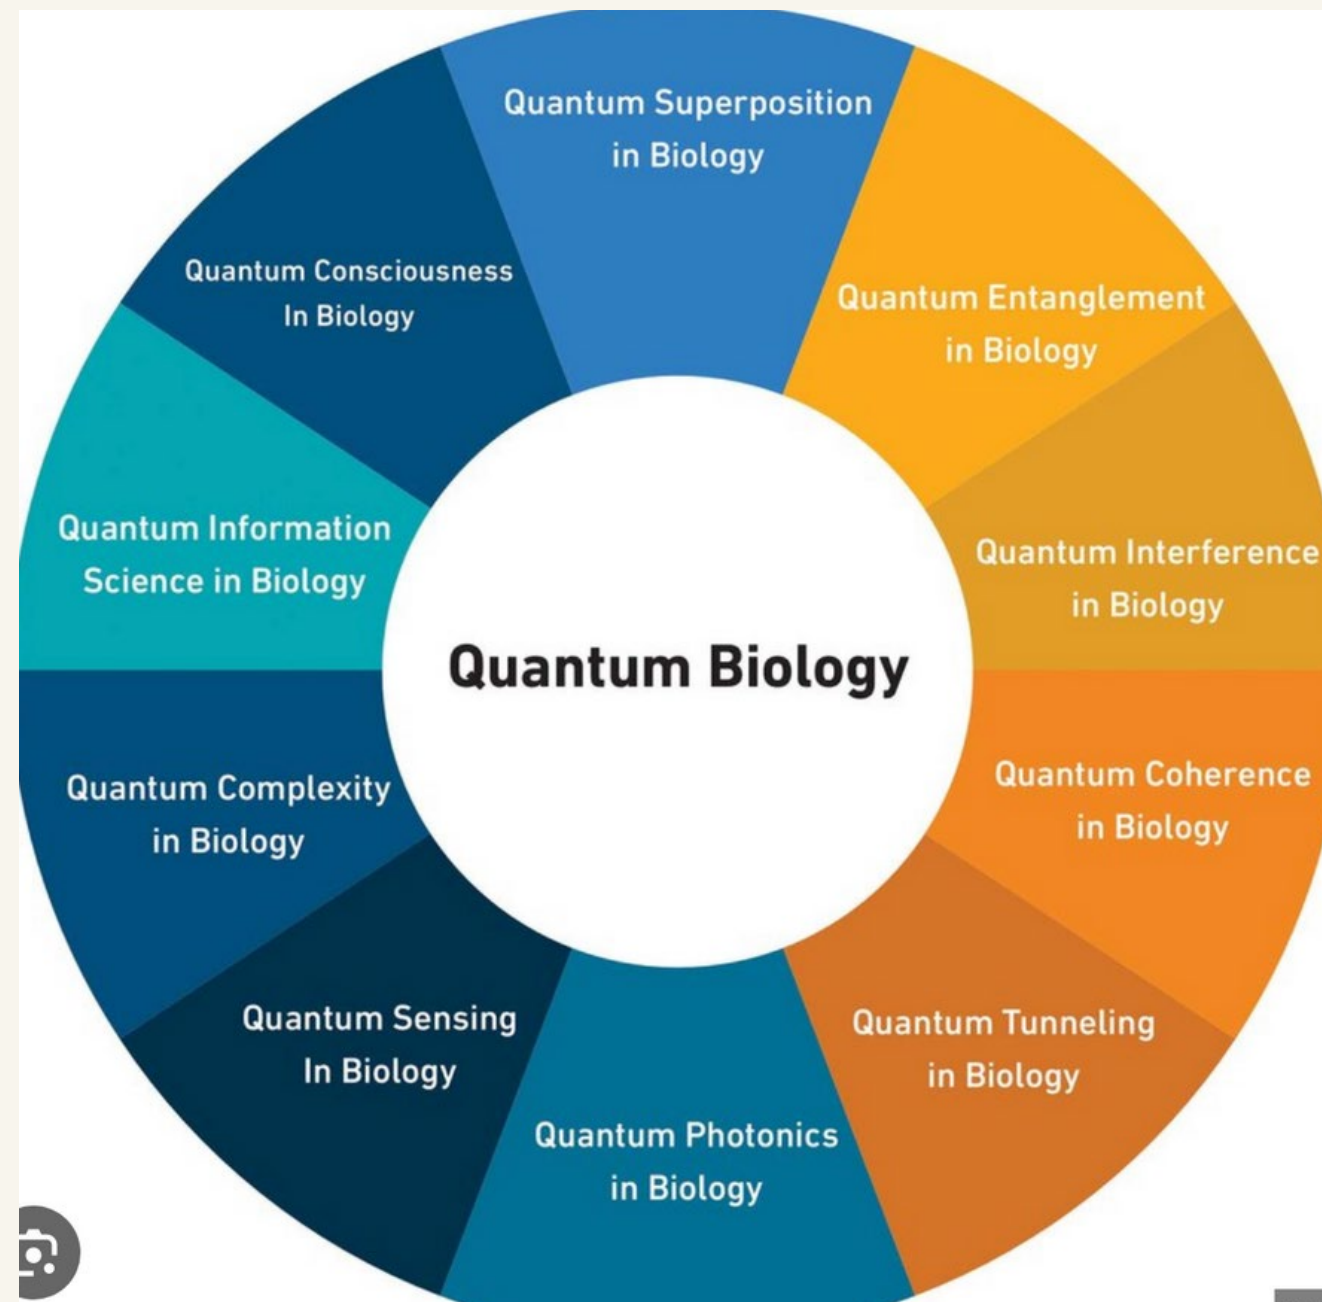 Quantum Superposition
in Biology
Quantum Entanglement
in Biology
Quantum Interference
in Biology
Quantum Coherence
in Biology
Quantum Tunneling
in Biology
Quantum Photonics
in Biology
Quantum Sensing
In Biology
Quantum Complexity
in Biology
Quantum Information
Science in Biology
Quantum Consciousness
In Biology
Quantum Biology